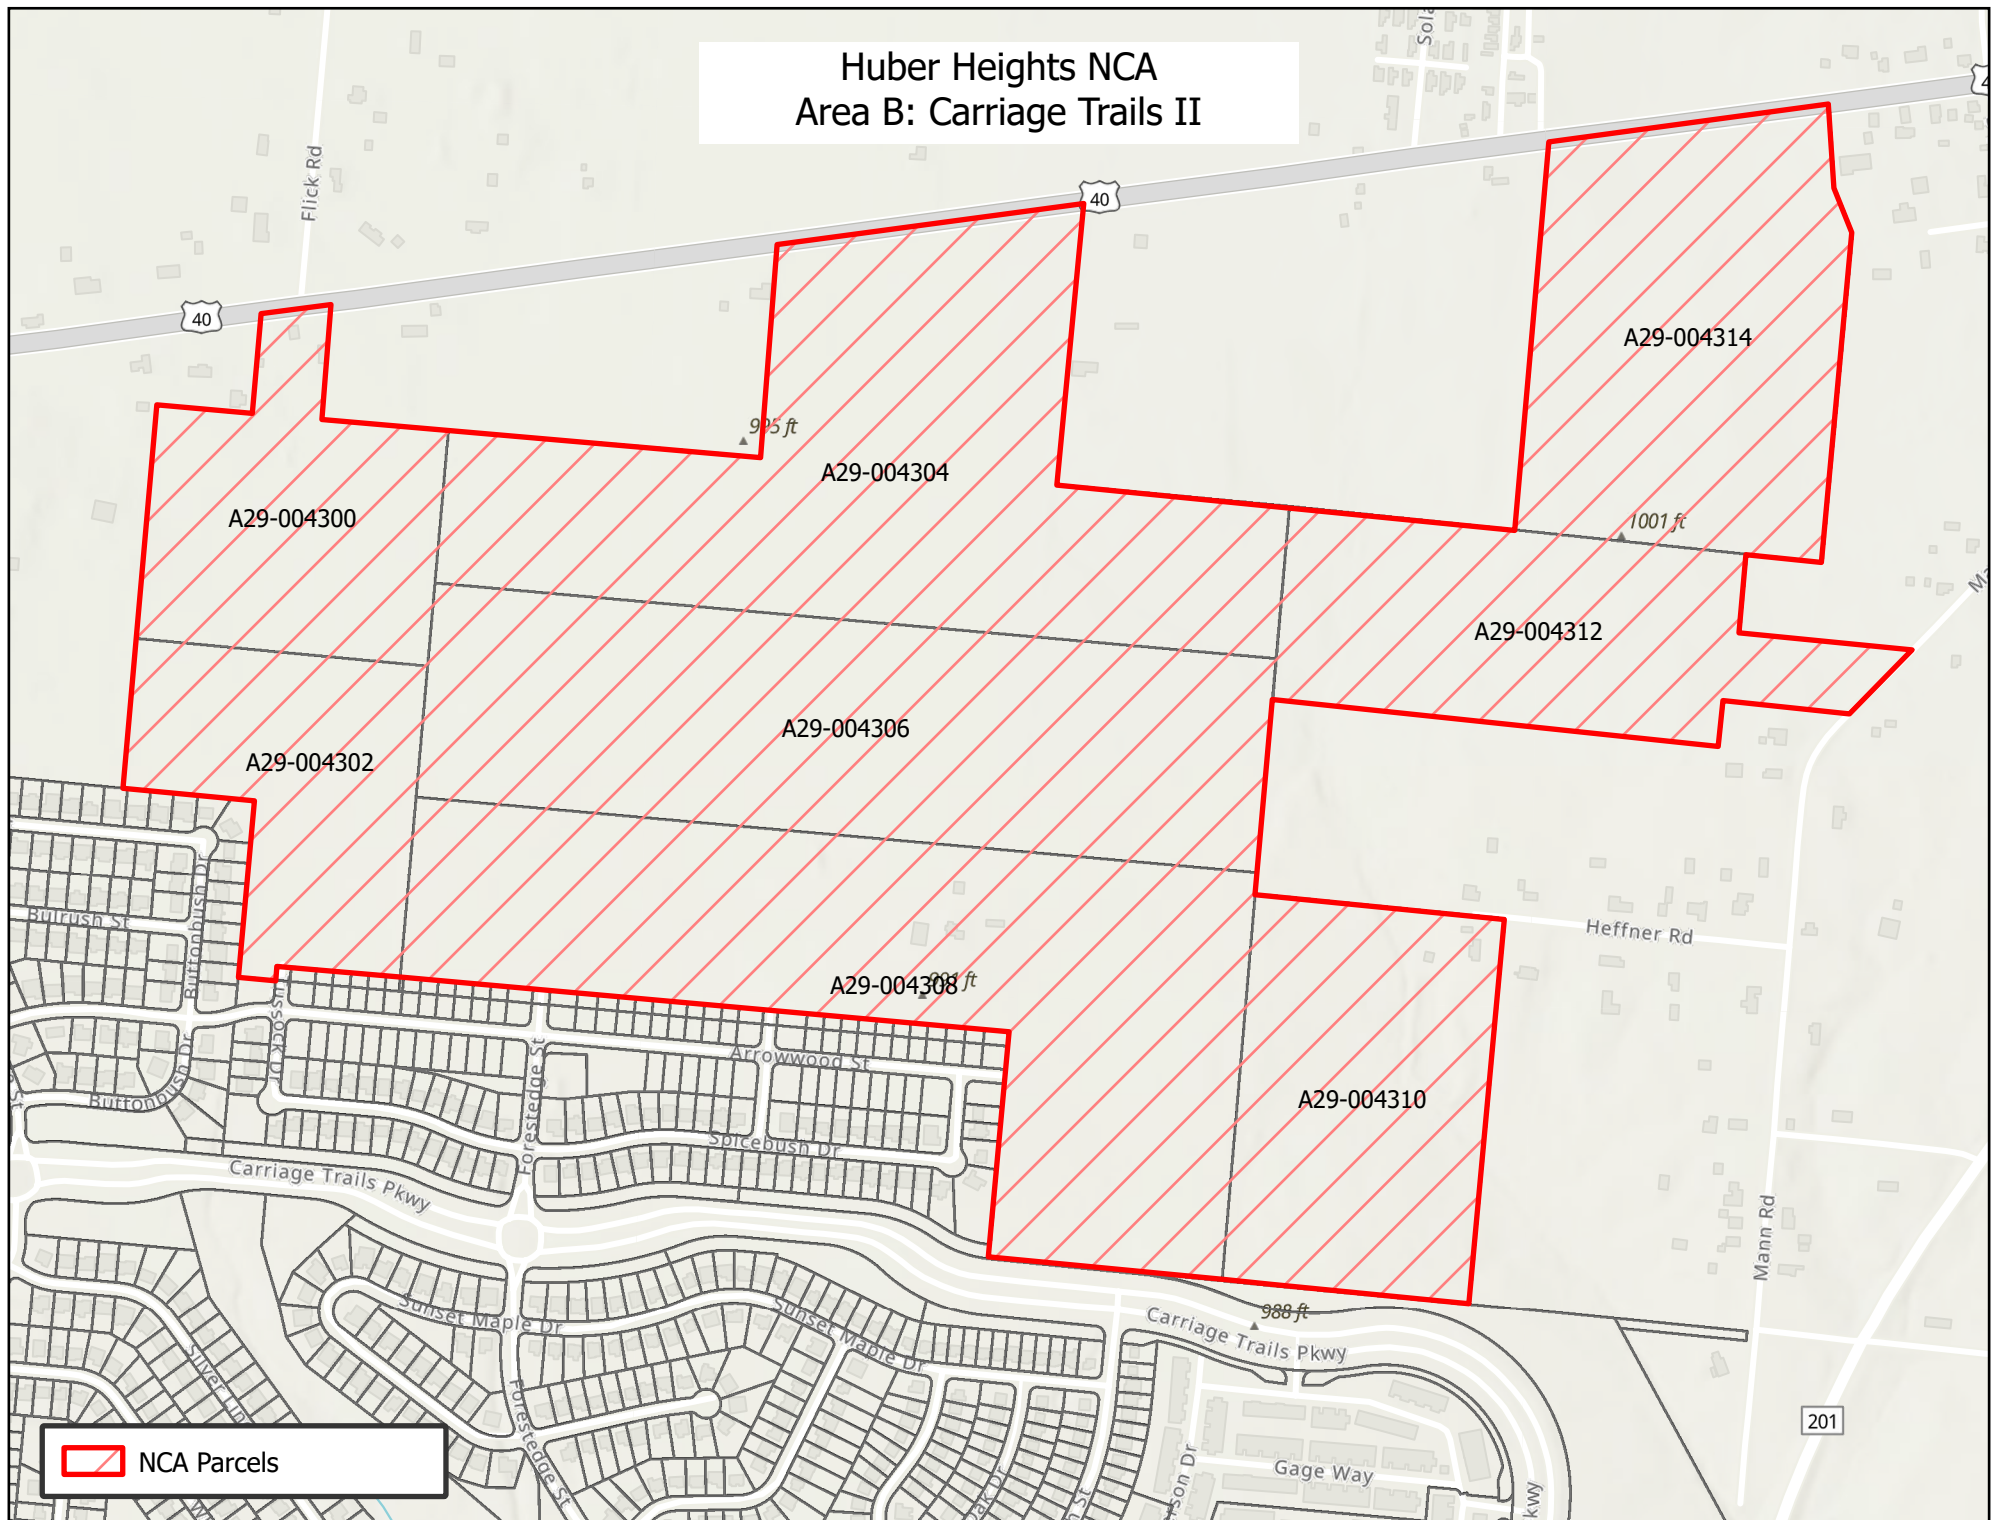 Huber Heights NCA
Area B: Carriage Trails II
Flick Rd
40
40
A29-004314
995 ft
A29-004304
A29-004300
1001 ft
A29-004312
A29-004306
A29-004302
Buttonbush Dr
Bulrush St
Heffner Rd
991 ft
A29-004308
Arrowwood St
Buttonbush Dr
Forestedge St
A29-004310
Spicebush Dr
Carriage Trails Pkwy
Mann Rd
Sunset Maple Dr
Sunset Maple Dr
988 ft
Carriage Trails Pkwy
Forestedge St
201
Gage Way
NCA Parcels